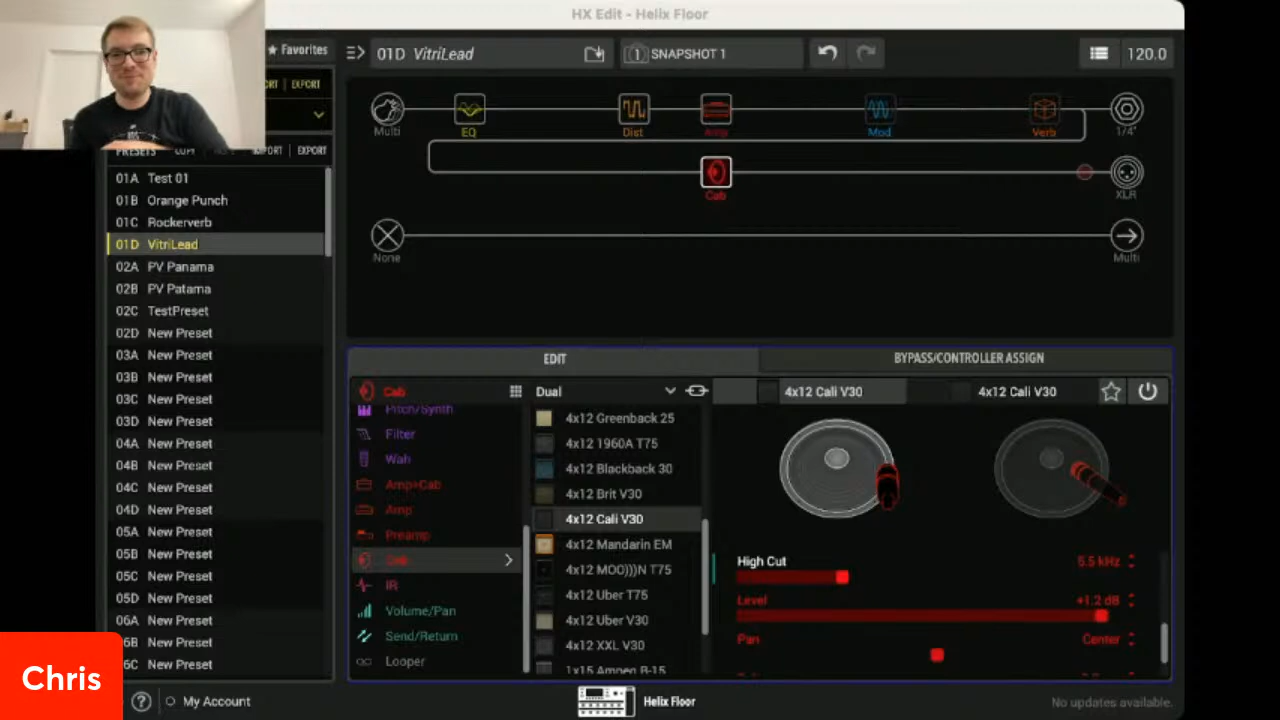 HX Edit - Helix Floor
★ Favorites
01D VitriLead
1 SNAPSHOT 1
120.0
EXPORT
PRESETS
COPY
IMPORT
EXPORT
01A Test 01
01B Orange Punch
01C Rockerverb
01D VitriLead
02A PV Panama
02B PV Patama
02C TestPreset
02D New Preset
03A New Preset
03B New Preset
03C New Preset
03D New Preset
04A New Preset
04B New Preset
04C New Preset
04D New Preset
05A New Preset
05B New Preset
05C New Preset
05D New Preset
06A New Preset
06B New Preset
06C New Preset
Multi
EQ
Dist
Amp
Mod
Verb
1/4"
Cab
XLR
None
Multi
EDIT
BYPASS/CONTROLLER ASSIGN
Cab
Dual
4x12 Cali V30
4x12 Cali V30
Pitch/Synth
Filter
Wah
Amp+Cab
Amp
Preamp
Cab
IR
Volume/Pan
Send/Return
Looper
4x12 Greenback 25
4x12 1960A T75
4x12 Blackback 30
4x12 Brit V30
4x12 Cali V30
4x12 Mandarin EM
4x12 MOO)))N T75
4x12 Uber T75
4x12 Uber V30
4x12 XXL V30
1x15 Ampeg B-15
High Cut
5.5 kHz
Level
+1.2 dB
Pan
Center
Chris
? My Account
Helix Floor
No updates available.